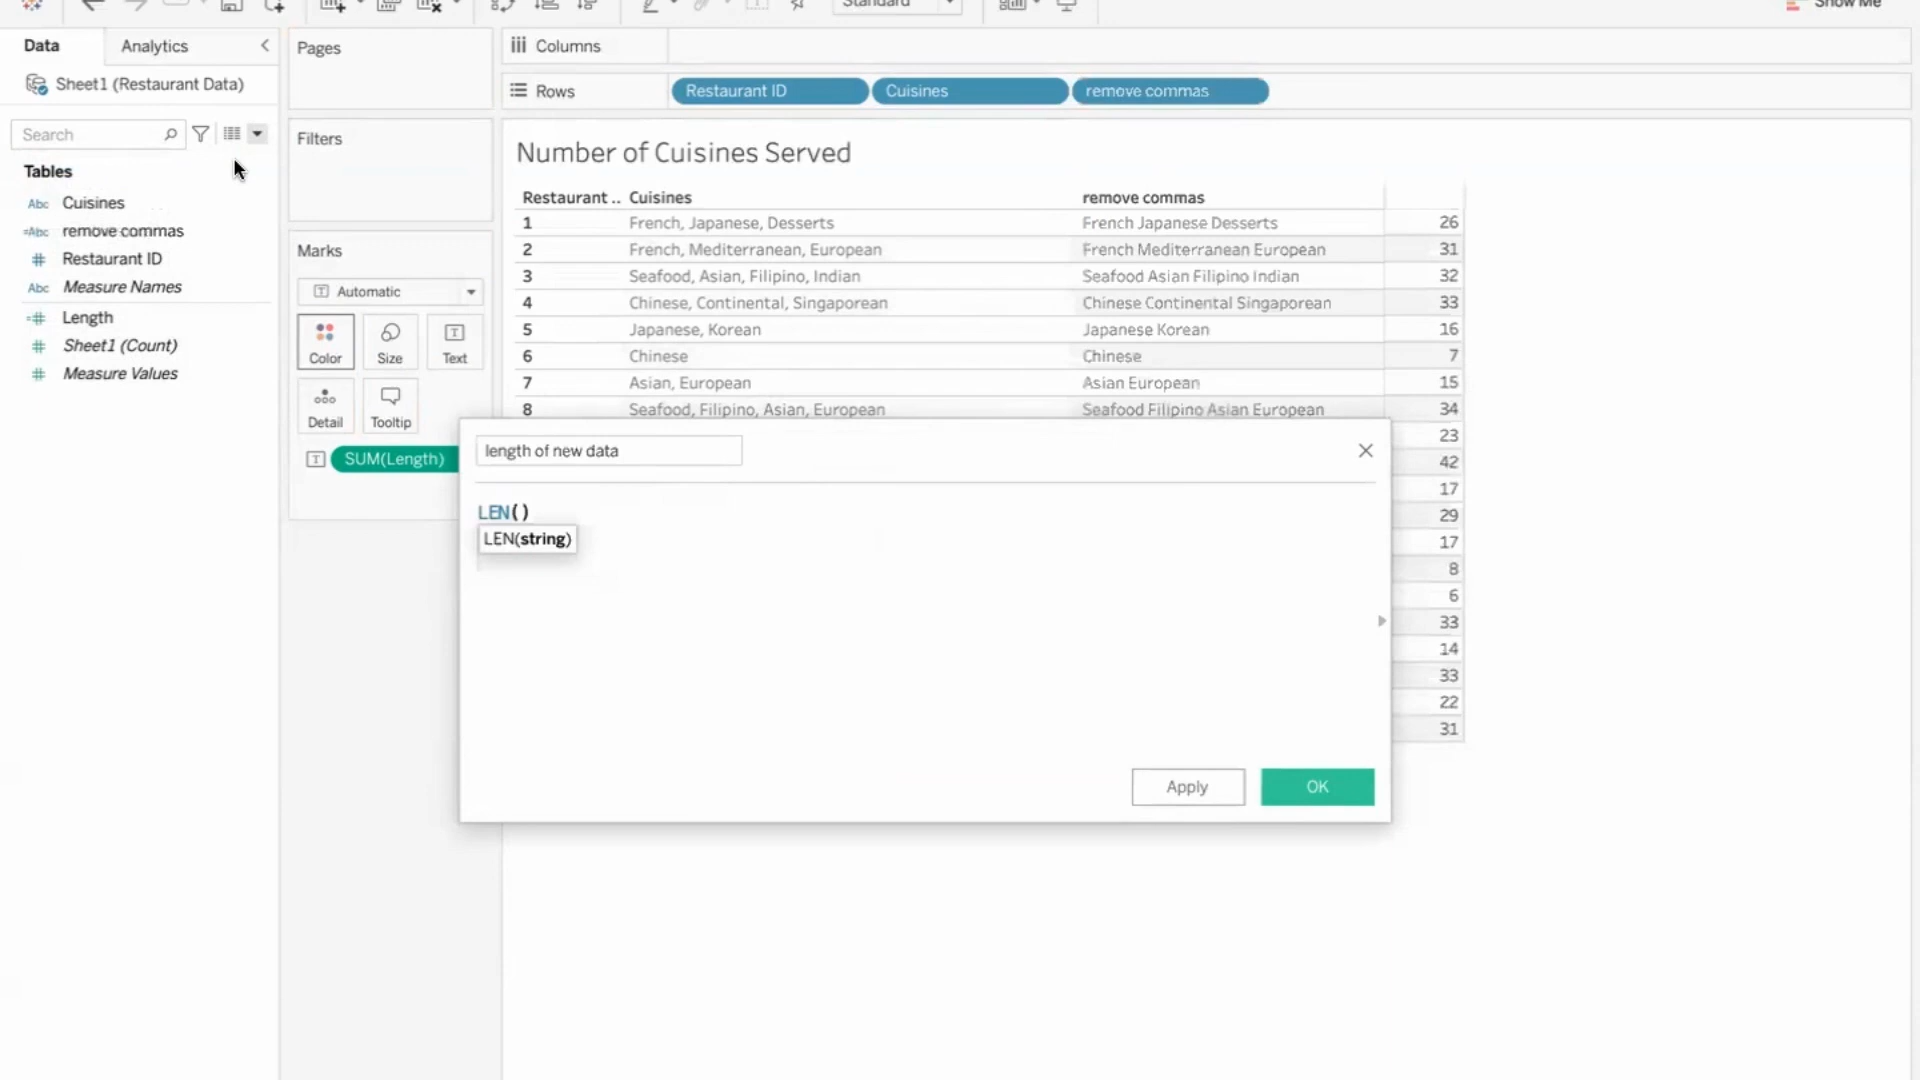 Standard
Show Me
Data
Analytics
Pages
Columns
Sheet1 (Restaurant Data)
Rows
Restaurant ID
Cuisines
remove commas
Search
Filters
Tables
Cuisines
remove commas
Restaurant ID
Measure Names
Length
Sheet1 (Count)
Measure Values
Abc
=Abc
Abc
Marks
Automatic
Color
Size
Text
Detail
Tooltip
SUM(Length)
Number of Cuisines Served
Restaurant .. Cuisines remove commas
1 French, Japanese, Desserts French Japanese Desserts 26
2 French, Mediterranean, European French Mediterranean European 31
3 Seafood, Asian, Filipino, Indian Seafood Asian Filipino Indian 32
4 Chinese, Continental, Singaporean Chinese Continental Singaporean 33
5 Japanese, Korean Japanese Korean 16
6 Chinese Chinese 7
7 Asian, European Asian European 15
8 Seafood, Filipino, Asian, European Seafood Filipino Asian European 34
23
42
17
29
17
8
6
33
14
33
22
31
length of new data
LEN()
LEN(string)
Apply
OK